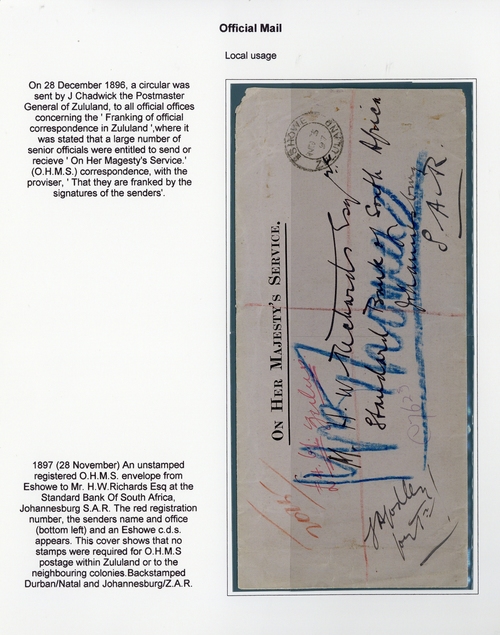 Official Mail
Local usage
On 28 December 1896, a circular was
sent by J Chadwick the Postmaster
General of Zululand, to all official offices
concerning the ' Franking of official
correspondence in Zululand ',where it
was stated that a large number of
senior officials were entitled to send or
recieve ' On Her Magesty's Service.'
(O.H.M.S.) correspondence, with the
proviser, ' That they are franked by the
signatures of the senders'.
1897 (28 November) An unstamped
registered O.H.M.S. envelope from
Eshowe to Mr. H.W.Richards Esq at the
Standard Bank Of South Africa,
Johannesburg S.A.R. The red registration
number, the senders name and office
(bottom left) and an Eshowe c.d.s.
appears. This cover shows that no
stamps were required for O.H.M.S
postage within Zululand or to the
neighbouring colonies.Backstamped
Durban/Natal and Johannesburg/Z.A.R.
ON HER MAJESTY'S SERVICE.
ESHOWE
H. W. Richards Esq
Standard Bank of South Africa
Johannesburg
S. A. R.